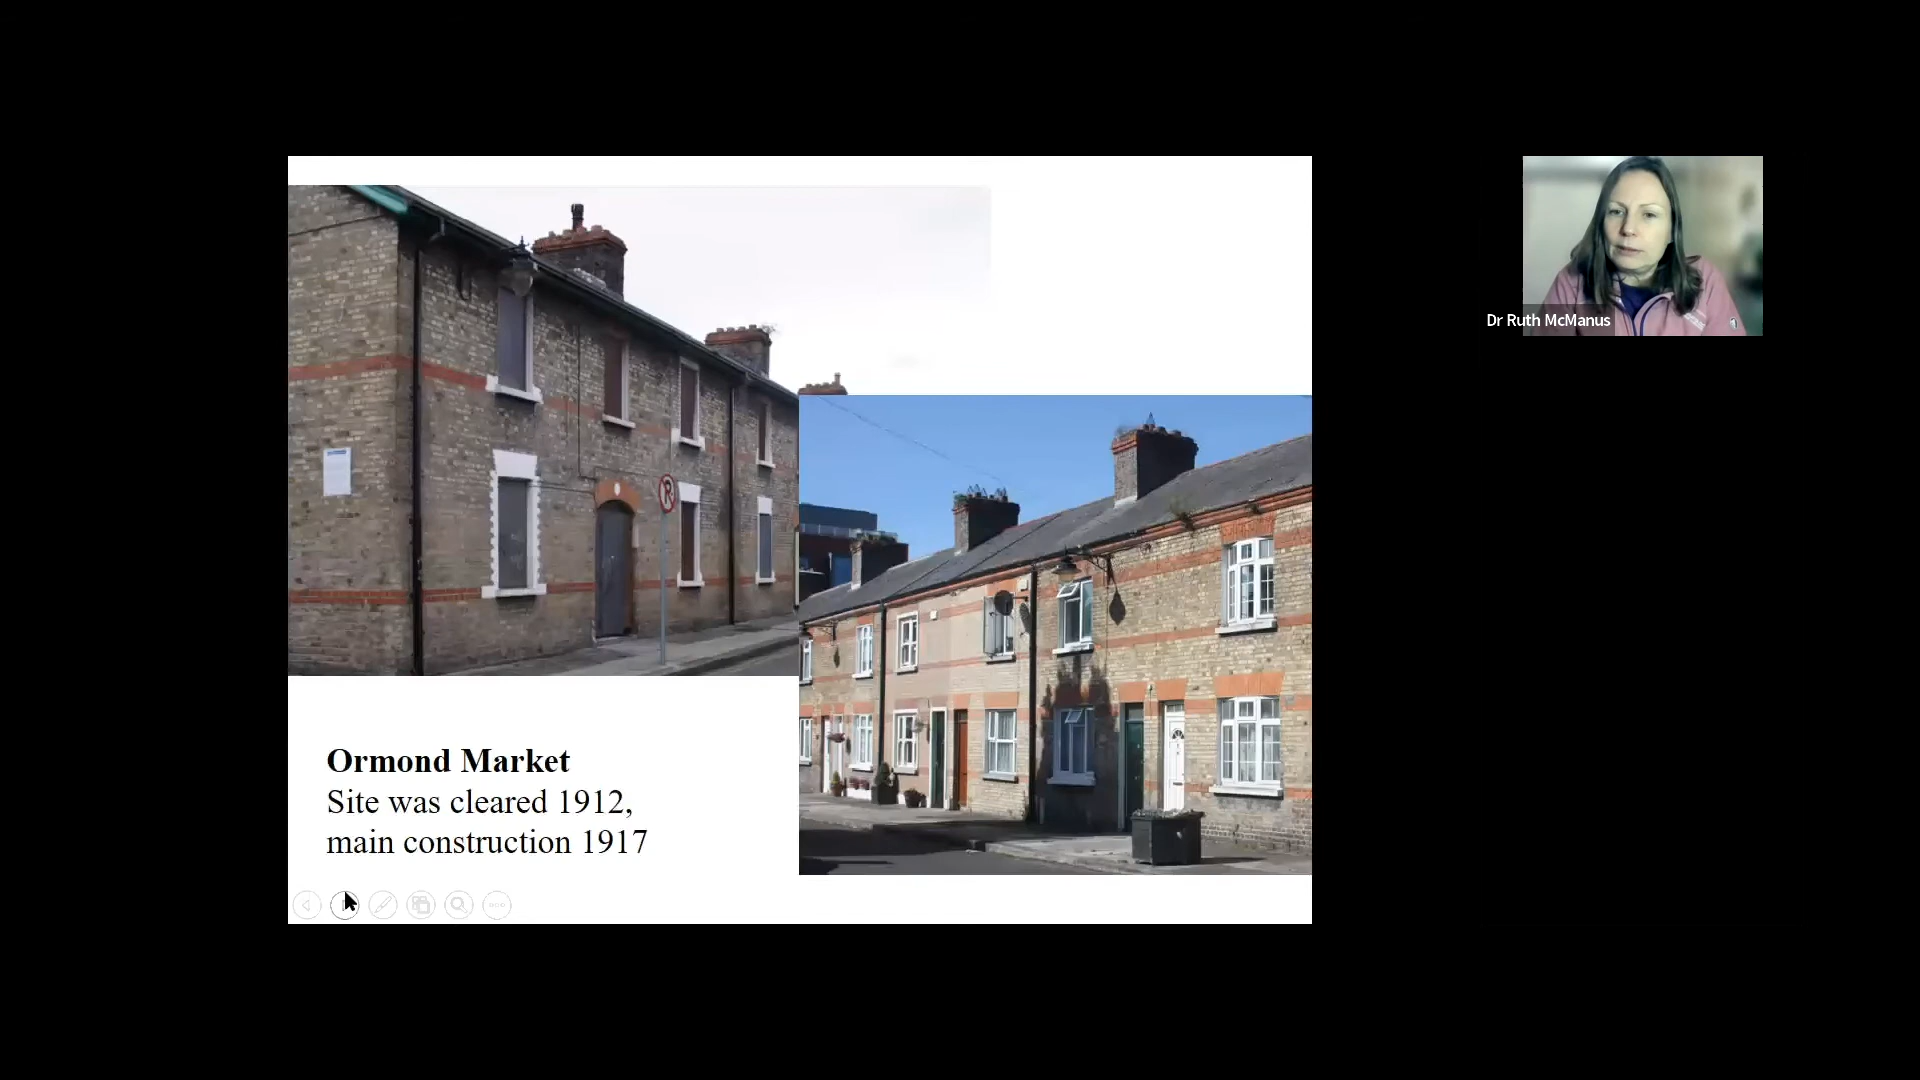 Dr Ruth McManus
Ormond Market
Site was cleared 1912,
main construction 1917